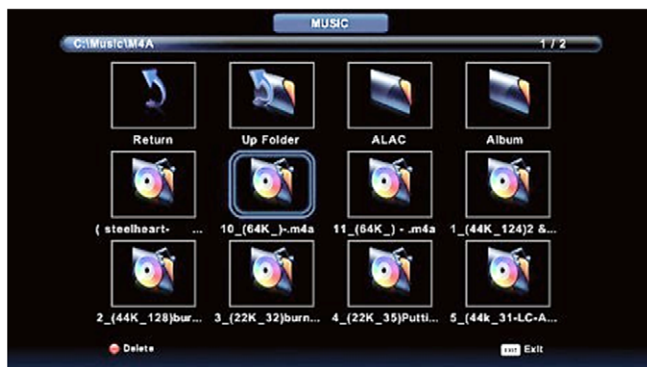 MUSIC
C:\Music\M4A 1 / 2
Return Up Folder ALAC Album
( steelheart- ... 10_(64K_)-.m4a 11_(64K_) - .m4a 1_(44K_124)2 &...
2_(44K_128)bur... 3_(22K_32)burn... 4_(22K_35)Putti... 5_(44k_31-LC-A...
Delete EXIT Exit